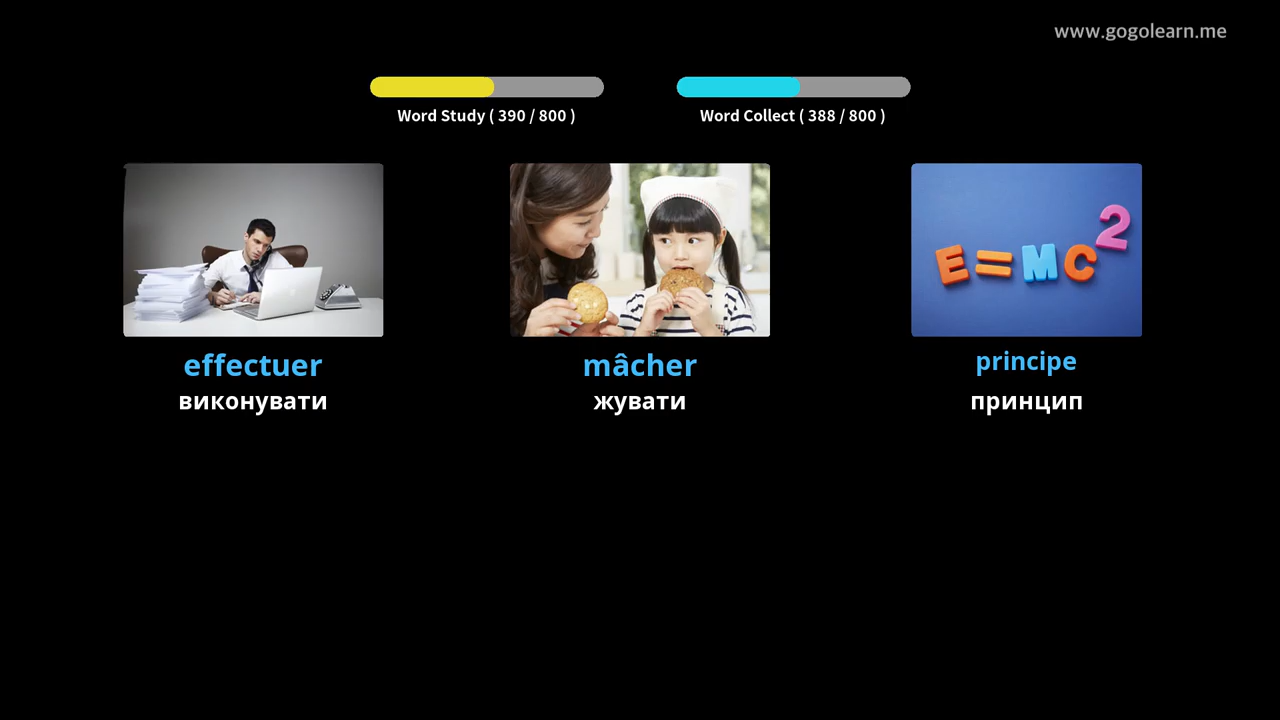 www.gogolearn.me
Word Study ( 390 / 800 )
Word Collect ( 388 / 800 )
E=MC2
effectuer
mâcher
principe
виконувати
жувати
принцип